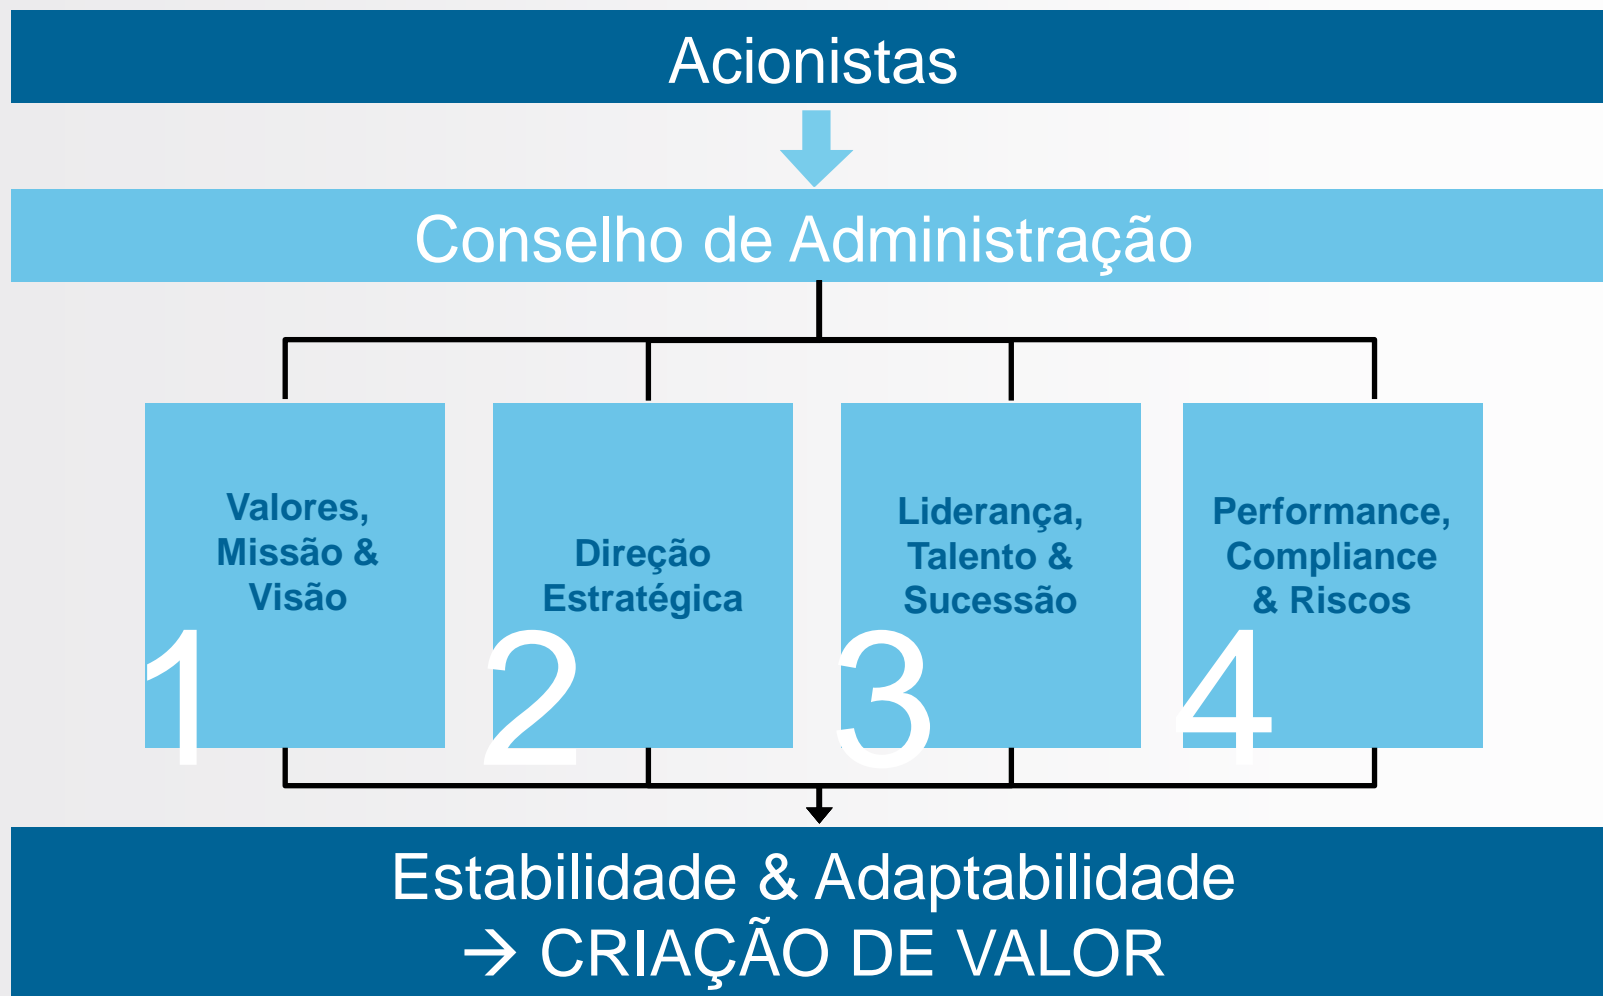 Acionistas
Conselho de Administração
Valores,
Missão &
Visão
1
Direção
Estratégica
2
Liderança,
Talento &
Sucessão
3
Performance,
Compliance
& Riscos
4
Estabilidade & Adaptabilidade
→ CRIAÇÃO DE VALOR